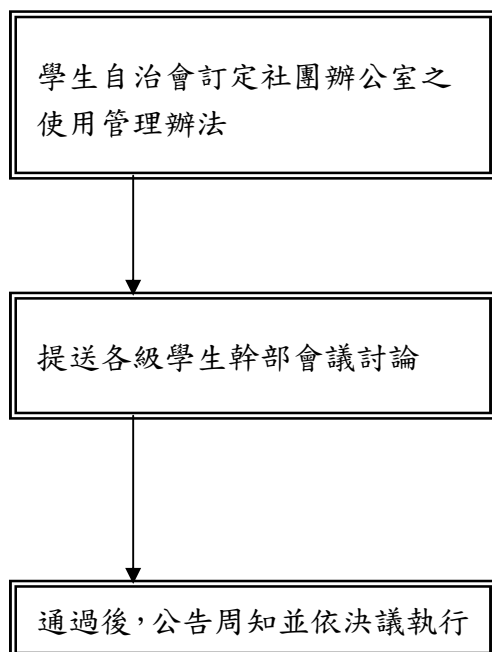 學生自治會訂定社團辦公室之
使用管理辦法
提送各級學生幹部會議討論
通過後，公告周知並依決議執行